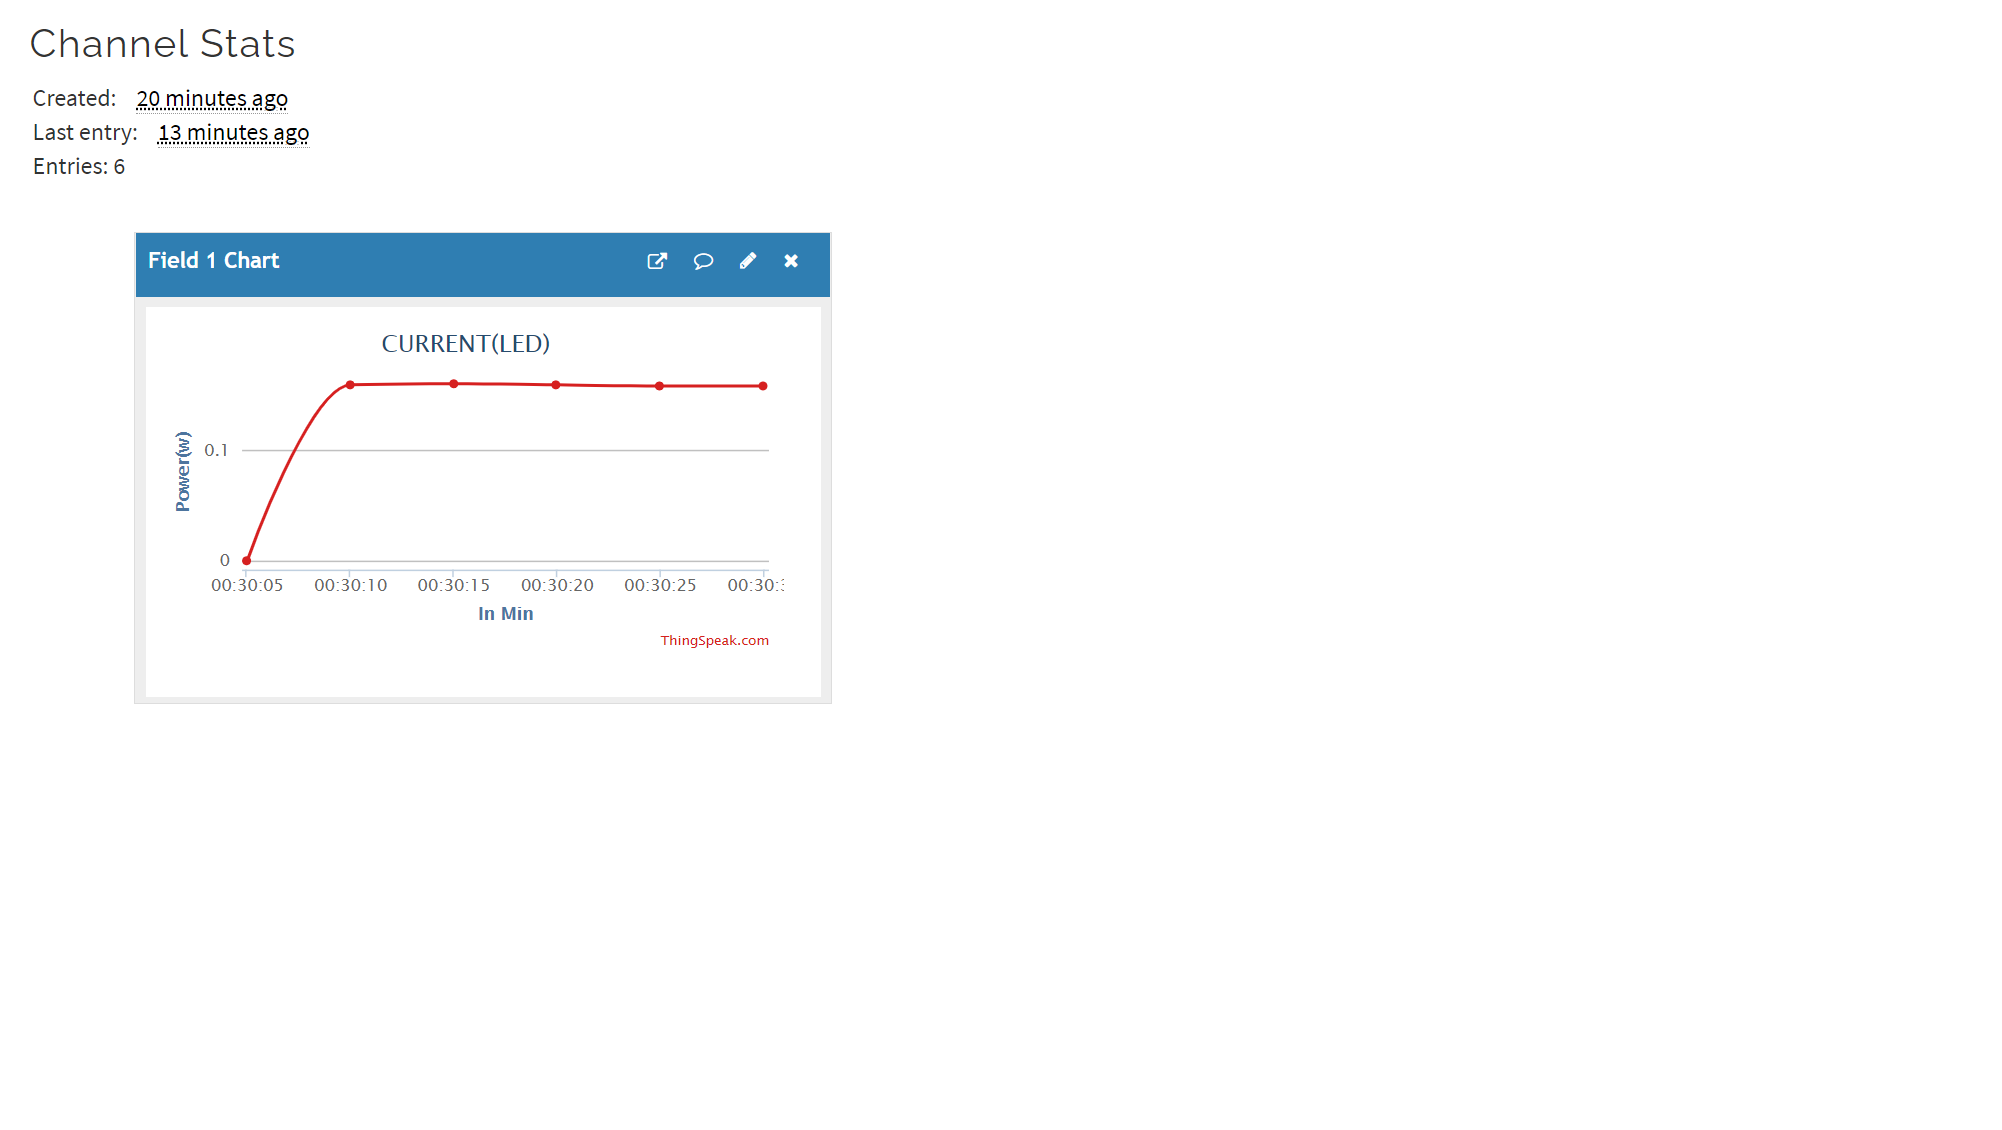 Channel Stats
Created: 20 minutes ago
Last entry: 13 minutes ago
Entries: 6
Field 1 Chart
CURRENT(LED)
Power(w)
0.1
0
00:30:05 00:30:10 00:30:15 00:30:20 00:30:25 00:30:
In Min
ThingSpeak.com